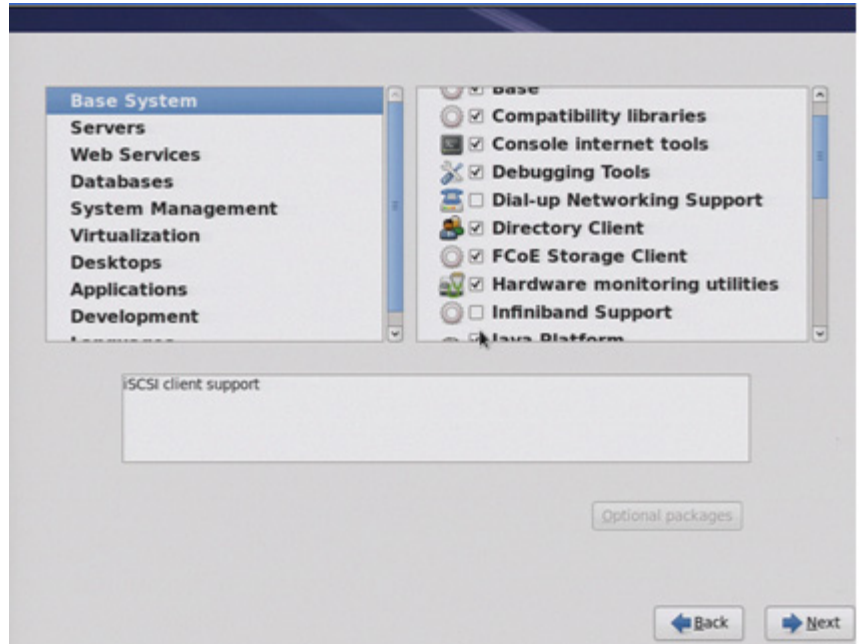 Base System
Servers
Web Services
Databases
System Management
Virtualization
Desktops
Applications
Development
Languages
Base
Compatibility libraries
Console internet tools
Debugging Tools
Dial-up Networking Support
Directory Client
FCoE Storage Client
Hardware monitoring utilities
Infiniband Support
Java Platform
iSCSI client support
Optional packages
Back
Next